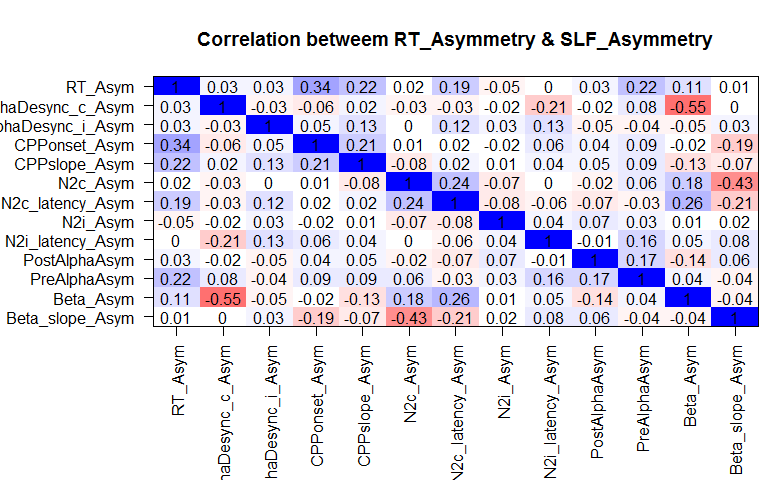 Correlation betweem RT_Asymmetry & SLF_Asymmetry
RT_Asym 1 0.03 0.03 0.34 0.22 0.02 0.19 -0.05 0 0.03 0.22 0.11 0.01
haDesync_c_Asym 0.03 1 -0.03 -0.06 0.02 -0.03 -0.03 -0.02 -0.21 -0.02 0.08 -0.55 0
phaDesync_i_Asym 0.03 -0.03 1 0.05 0.13 0 0.12 0.03 0.13 -0.05 -0.04 -0.05 0.03
CPPonset_Asym 0.34 -0.06 0.05 1 0.21 0.01 0.02 -0.02 0.06 0.04 0.09 -0.02 -0.19
CPPslope_Asym 0.22 0.02 0.13 0.21 1 -0.08 0.02 0.01 0.04 0.05 0.09 -0.13 -0.07
N2c_Asym 0.02 -0.03 0 0.01 -0.08 1 0.24 -0.07 0 -0.02 0.06 0.18 -0.43
N2c_latency_Asym 0.19 -0.03 0.12 0.02 0.02 0.24 1 -0.08 -0.06 -0.07 -0.03 0.26 -0.21
N2i_Asym -0.05 -0.02 0.03 -0.02 0.01 -0.07 -0.08 1 0.04 0.07 0.03 0.01 0.02
N2i_latency_Asym 0 -0.21 0.13 0.06 0.04 0 -0.06 0.04 1 -0.01 0.16 0.05 0.08
PostAlphaAsym 0.03 -0.02 -0.05 0.04 0.05 -0.02 -0.07 0.07 -0.01 1 0.17 -0.14 0.06
PreAlphaAsym 0.22 0.08 -0.04 0.09 0.09 0.06 -0.03 0.03 0.16 0.17 1 0.04 -0.04
Beta_Asym 0.11 -0.55 -0.05 -0.02 -0.13 0.18 0.26 0.01 0.05 -0.14 0.04 1 -0.04
Beta_slope_Asym 0.01 0 0.03 -0.19 -0.07 -0.43 -0.21 0.02 0.08 0.06 -0.04 -0.04 1
RT_Asym
haDesync_c_Asym
haDesync_i_Asym
CPPonset_Asym
CPPslope_Asym
N2c_Asym
N2c_latency_Asym
N2i_Asym
N2i_latency_Asym
PostAlphaAsym
PreAlphaAsym
Beta_Asym
Beta_slope_Asym